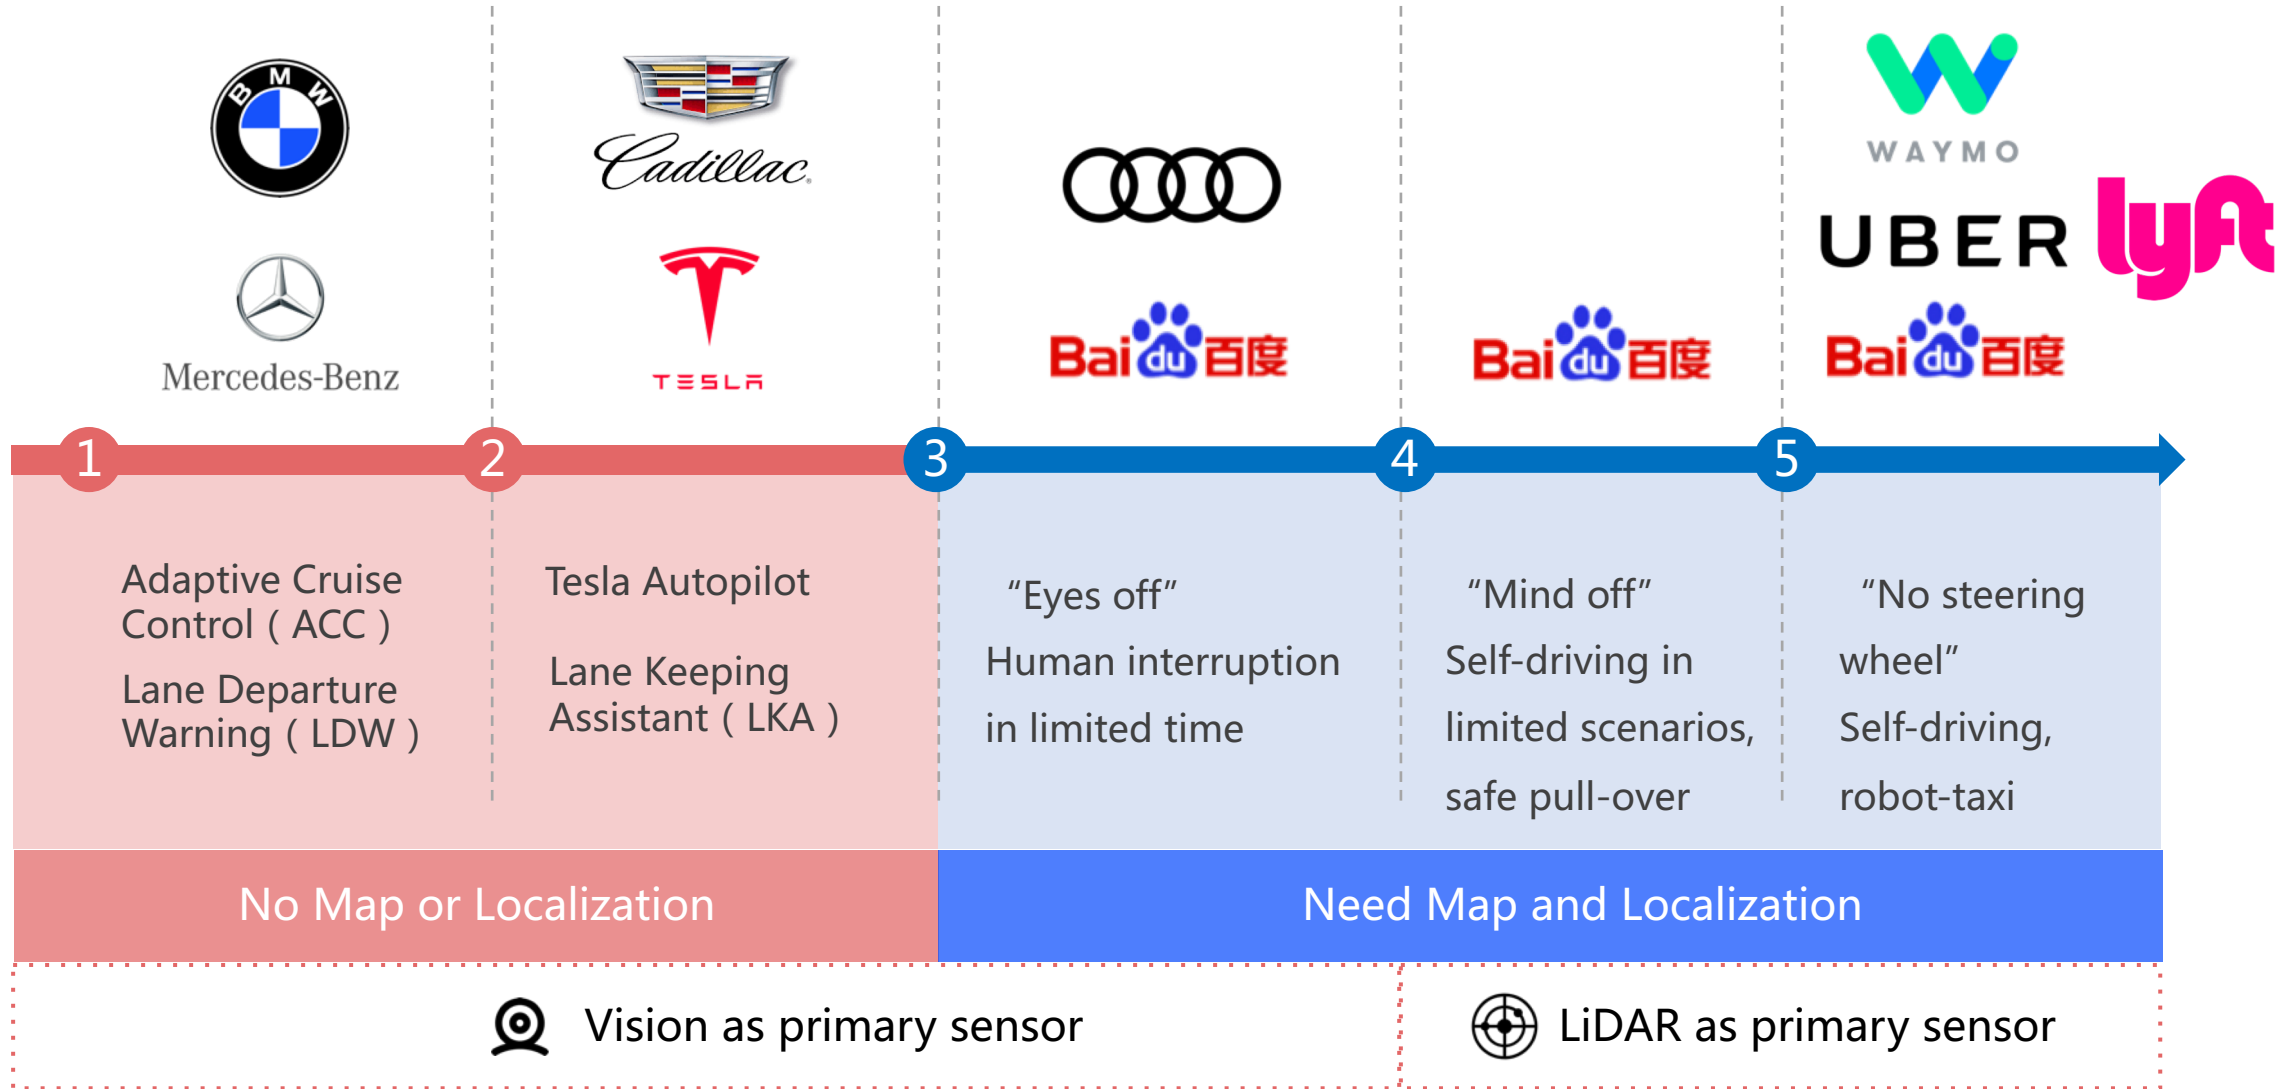 BMW
Cadillac
WAYMO
UBER
lyft
Mercedes-Benz
TESLA
Bai du 百度
Bai du 百度
Bai du 百度
1
2
3
4
5
Adaptive Cruise
Control ( ACC )
Lane Departure
Warning ( LDW )
Tesla Autopilot
Lane Keeping
Assistant ( LKA )
“Eyes off”
Human interruption
in limited time
“Mind off”
Self-driving in
limited scenarios,
safe pull-over
“No steering
wheel”
Self-driving,
robot-taxi
No Map or Localization
Need Map and Localization
Vision as primary sensor
LiDAR as primary sensor